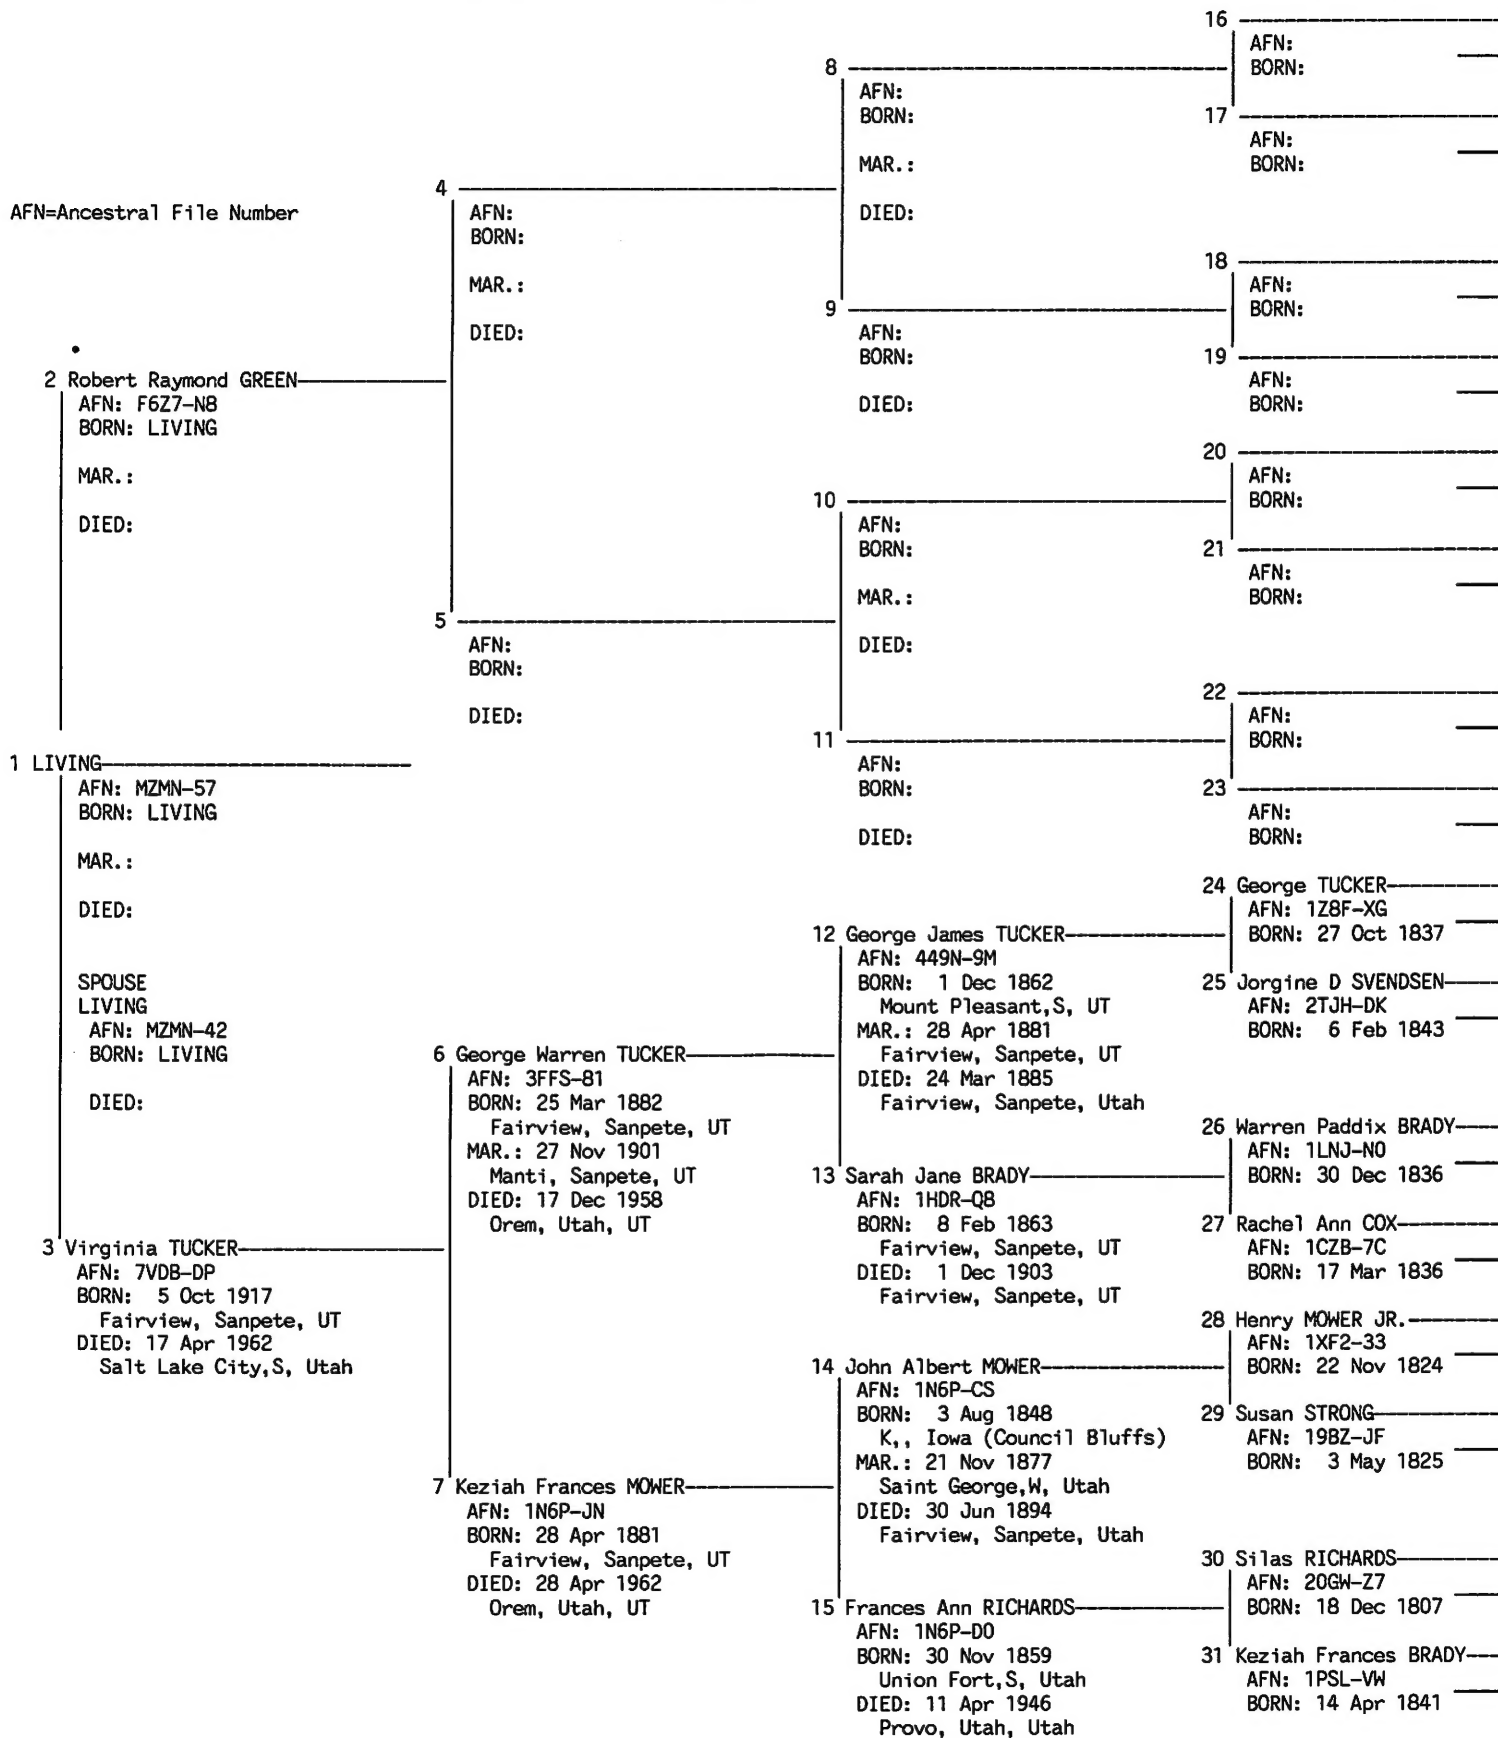 AFN=Ancestral File Number
2 Robert Raymond GREEN
AFN: F6Z7-N8
BORN: LIVING
MAR.:
DIED:
1 LIVING
AFN: MZMN-57
BORN: LIVING
MAR.:
DIED:
SPOUSE
LIVING
AFN: MZMN-42
BORN: LIVING
DIED:
3 Virginia TUCKER
AFN: 7VDB-DP
BORN: 5 Oct 1917
Fairview, Sanpete, UT
DIED: 17 Apr 1962
Salt Lake City,S, Utah
4
AFN:
BORN:
MAR.:
DIED:
5
AFN:
BORN:
DIED:
6 George Warren TUCKER
AFN: 3FFS-81
BORN: 25 Mar 1882
Fairview, Sanpete, UT
MAR.: 27 Nov 1901
Manti, Sanpete, UT
DIED: 17 Dec 1958
Orem, Utah, UT
7 Keziah Frances MOWER
AFN: 1N6P-JN
BORN: 28 Apr 1881
Fairview, Sanpete, UT
DIED: 28 Apr 1962
Orem, Utah, UT
8
AFN:
BORN:
MAR.:
DIED:
9
AFN:
BORN:
DIED:
10
AFN:
BORN:
MAR.:
DIED:
11
AFN:
BORN:
DIED:
12 George James TUCKER
AFN: 449N-9M
BORN: 1 Dec 1862
Mount Pleasant,S, UT
MAR.: 28 Apr 1881
Fairview, Sanpete, UT
DIED: 24 Mar 1885
Fairview, Sanpete, Utah
13 Sarah Jane BRADY
AFN: 1HDR-Q8
BORN: 8 Feb 1863
Fairview, Sanpete, UT
DIED: 1 Dec 1903
Fairview, Sanpete, UT
14 John Albert MOWER
AFN: 1N6P-CS
BORN: 3 Aug 1848
K,, Iowa (Council Bluffs)
MAR.: 21 Nov 1877
Saint George,W, Utah
DIED: 30 Jun 1894
Fairview, Sanpete, Utah
15 Frances Ann RICHARDS
AFN: 1N6P-D0
BORN: 30 Nov 1859
Union Fort,S, Utah
DIED: 11 Apr 1946
Provo, Utah, Utah
16
AFN:
BORN:
17
AFN:
BORN:
18
AFN:
BORN:
19
AFN:
BORN:
20
AFN:
BORN:
21
AFN:
BORN:
22
AFN:
BORN:
23
AFN:
BORN:
24 George TUCKER
AFN: 1Z8F-XG
BORN: 27 Oct 1837
25 Jorgine D SVENDSEN
AFN: 2TJH-DK
BORN: 6 Feb 1843
26 Warren Paddix BRADY
AFN: 1LNJ-N0
BORN: 30 Dec 1836
27 Rachel Ann COX
AFN: 1CZB-7C
BORN: 17 Mar 1836
28 Henry MOWER JR.
AFN: 1XF2-33
BORN: 22 Nov 1824
29 Susan STRONG
AFN: 19BZ-JF
BORN: 3 May 1825
30 Silas RICHARDS
AFN: 20GW-Z7
BORN: 18 Dec 1807
31 Keziah Frances BRADY
AFN: 1PSL-VW
BORN: 14 Apr 1841